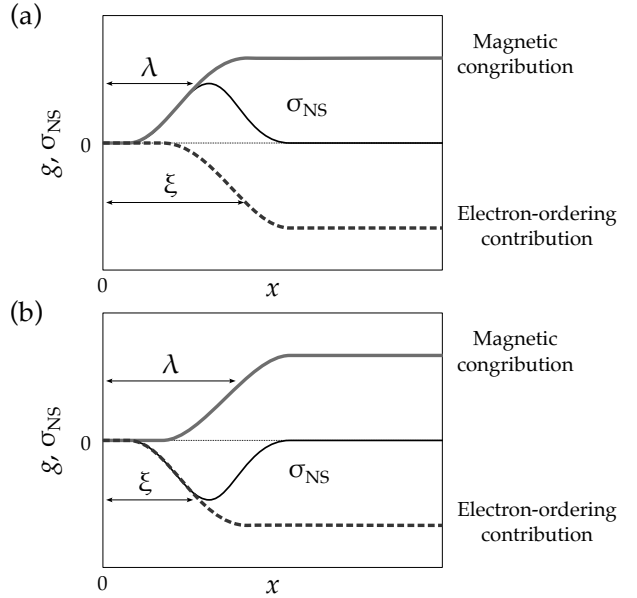 (a)
Magnetic
congribution
λ
σNS
0
g, σNS
ξ
Electron-ordering
contribution
0
x
(b)
Magnetic
congribution
λ
0
g, σNS
σNS
ξ
Electron-ordering
contribution
0
x